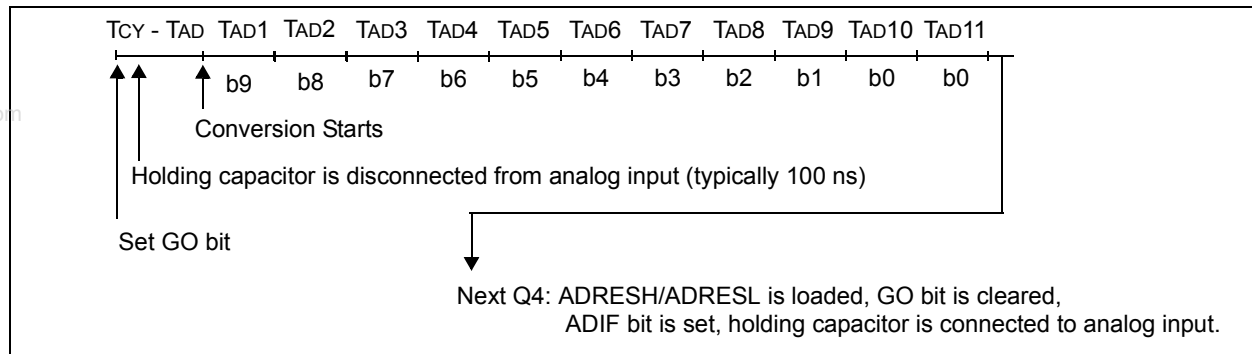 TCY - TAD TAD1 TAD2 TAD3 TAD4 TAD5 TAD6 TAD7 TAD8 TAD9 TAD10 TAD11
b9 b8 b7 b6 b5 b4 b3 b2 b1 b0 b0
Conversion Starts
Holding capacitor is disconnected from analog input (typically 100 ns)
Set GO bit
Next Q4: ADRESH/ADRESL is loaded, GO bit is cleared,
ADIF bit is set, holding capacitor is connected to analog input.